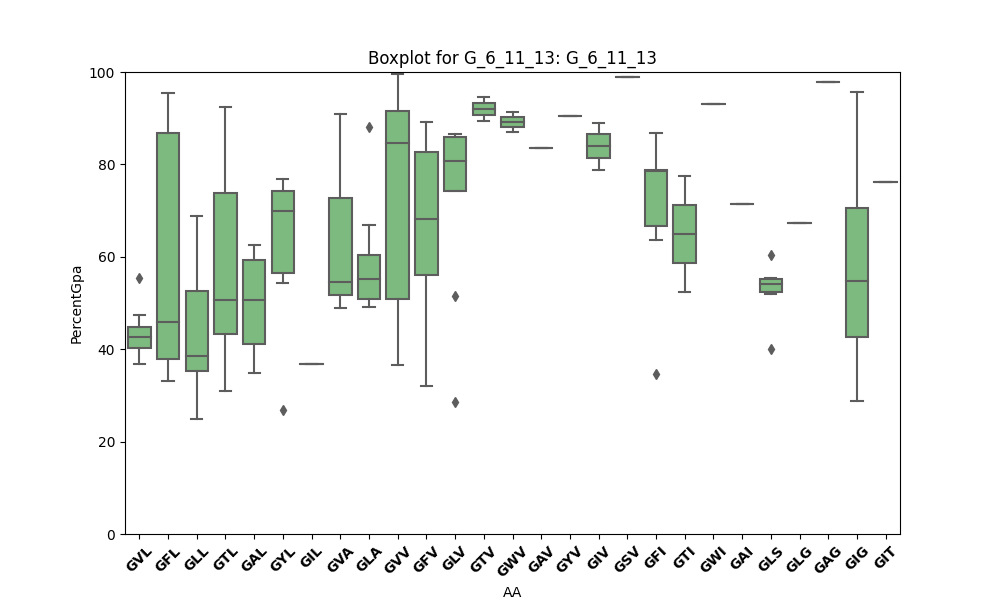 Boxplot for G_6_11_13: G_6_11_13
PercentGpa
100
80
60
40
20
0
GVL GFL GLL GTL GAL GYL GIL GVA GLA GVV GFV GLV GTV GWV GAV GYV GIV GSV GFI GTI GWI GAI GLS GLG GAG GIG GIT
AA